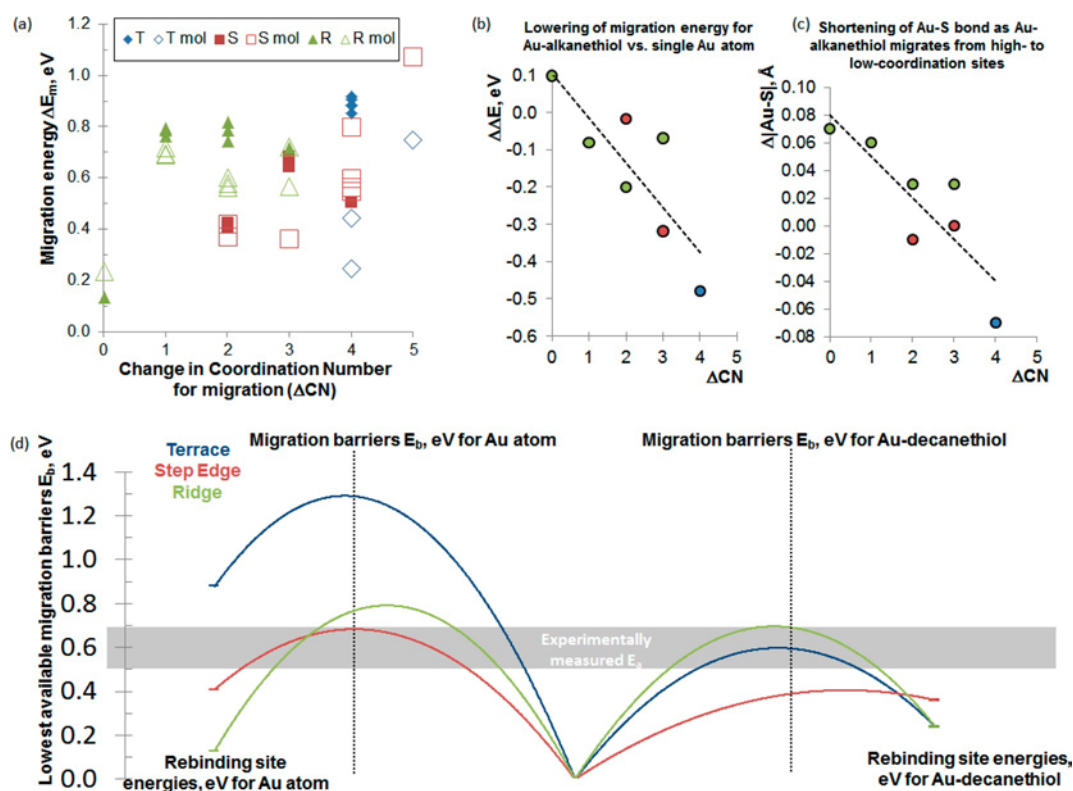 (a)
1.2
1.0
0.8
0.6
0.4
0.2
0.0
Migration energy ΔEm, eV
T T mol S S mol R R mol
0 1 2 3 4 5
Change in Coordination Number
for migration (ΔCN)
(b) Lowering of migration energy for
Au-alkanethiol vs. single Au atom
ΔΔE, eV
0.1
0.0
-0.1
-0.2
-0.3
-0.4
-0.5
-0.6
0 1 2 3 4 5
ΔCN
(c) Shortening of Au-S bond as Au-
alkanethiol migrates from high- to
low-coordination sites
Δ|Au-S|, Å
0.10
0.08
0.06
0.04
0.02
0.00
-0.02
-0.04
-0.06
-0.08
0 1 2 3 4 5
ΔCN
(d)
Migration barriers Eb, eV for Au atom
Migration barriers Eb, eV for Au-decanethiol
Terrace
Step Edge
Ridge
Lowest available migration barriers Eb, eV
1.4
1.2
1.0
0.8
0.6
0.4
0.2
0.0
Experimentally
measured Ea
Rebinding site
energies, eV for Au atom
Rebinding site energies,
eV for Au-decanethiol